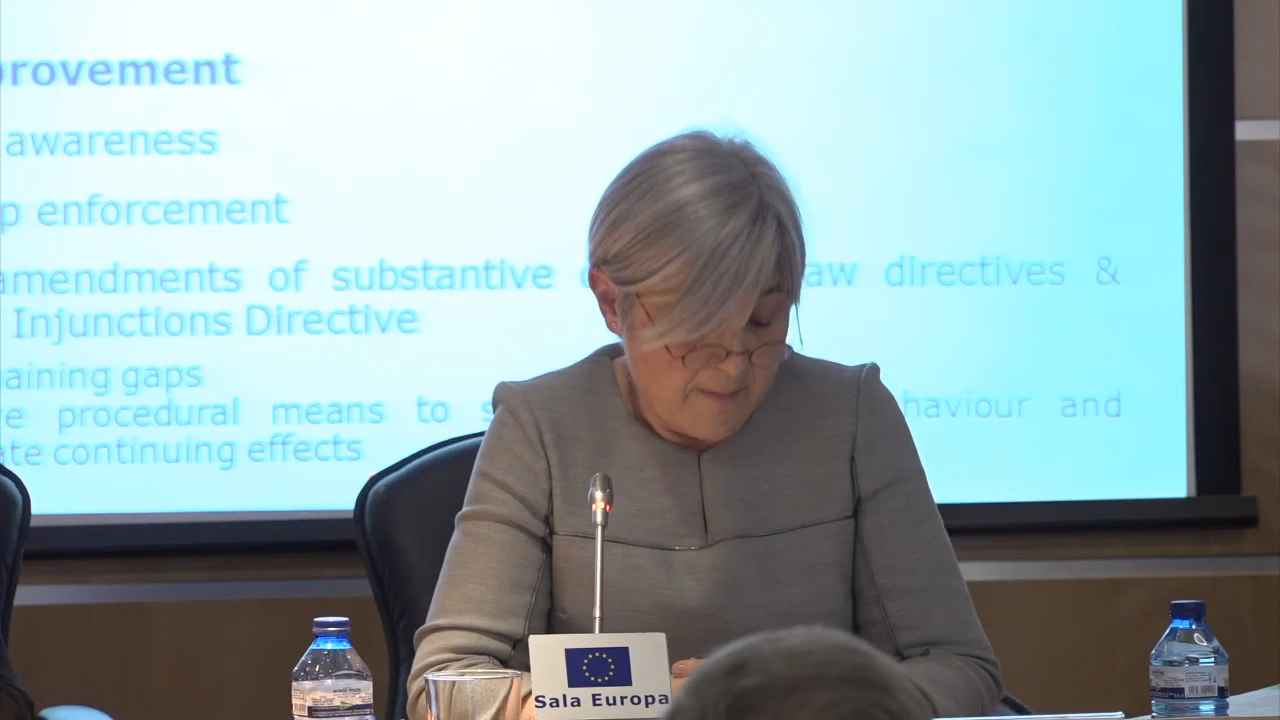 provement
awareness
p enforcement
amendments of substantive aw directives &
Injunctions Directive
aining gaps
e procedural means to s haviour and
ate continuing effects
Sala Europa